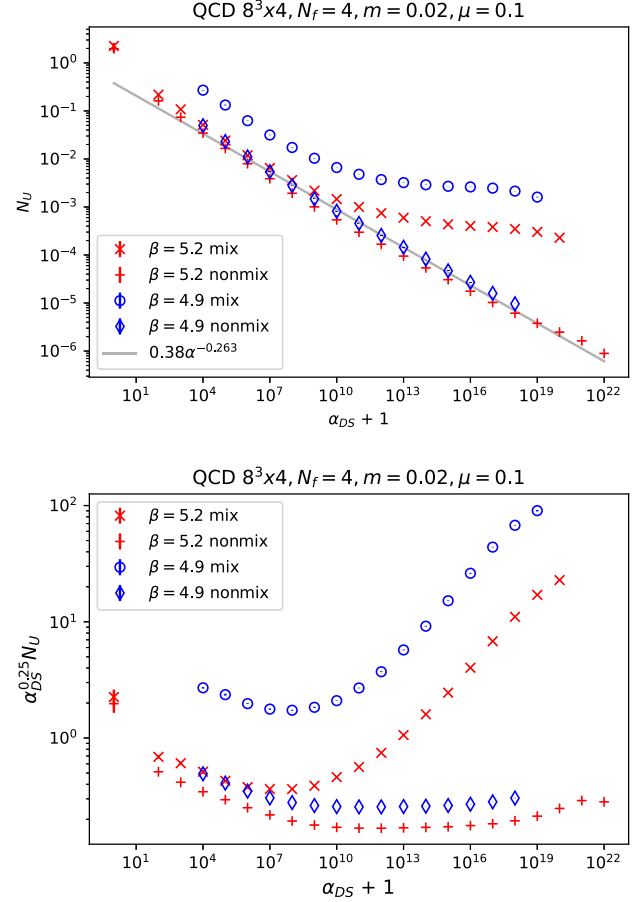 QCD 8³x4, N_f = 4, m = 0.02, μ = 0.1
10⁰
10⁻¹
10⁻²
10⁻³
10⁻⁴
10⁻⁵
10⁻⁶
N_U
β = 5.2 mix
β = 5.2 nonmix
β = 4.9 mix
β = 4.9 nonmix
0.38α⁻⁰·²⁶³
10¹ 10⁴ 10⁷ 10¹⁰ 10¹³ 10¹⁶ 10¹⁹ 10²²
α_DS + 1
QCD 8³x4, N_f = 4, m = 0.02, μ = 0.1
10²
10¹
10⁰
α_DS^0.25 N_U
β = 5.2 mix
β = 5.2 nonmix
β = 4.9 mix
β = 4.9 nonmix
10¹ 10⁴ 10⁷ 10¹⁰ 10¹³ 10¹⁶ 10¹⁹ 10²²
α_DS + 1